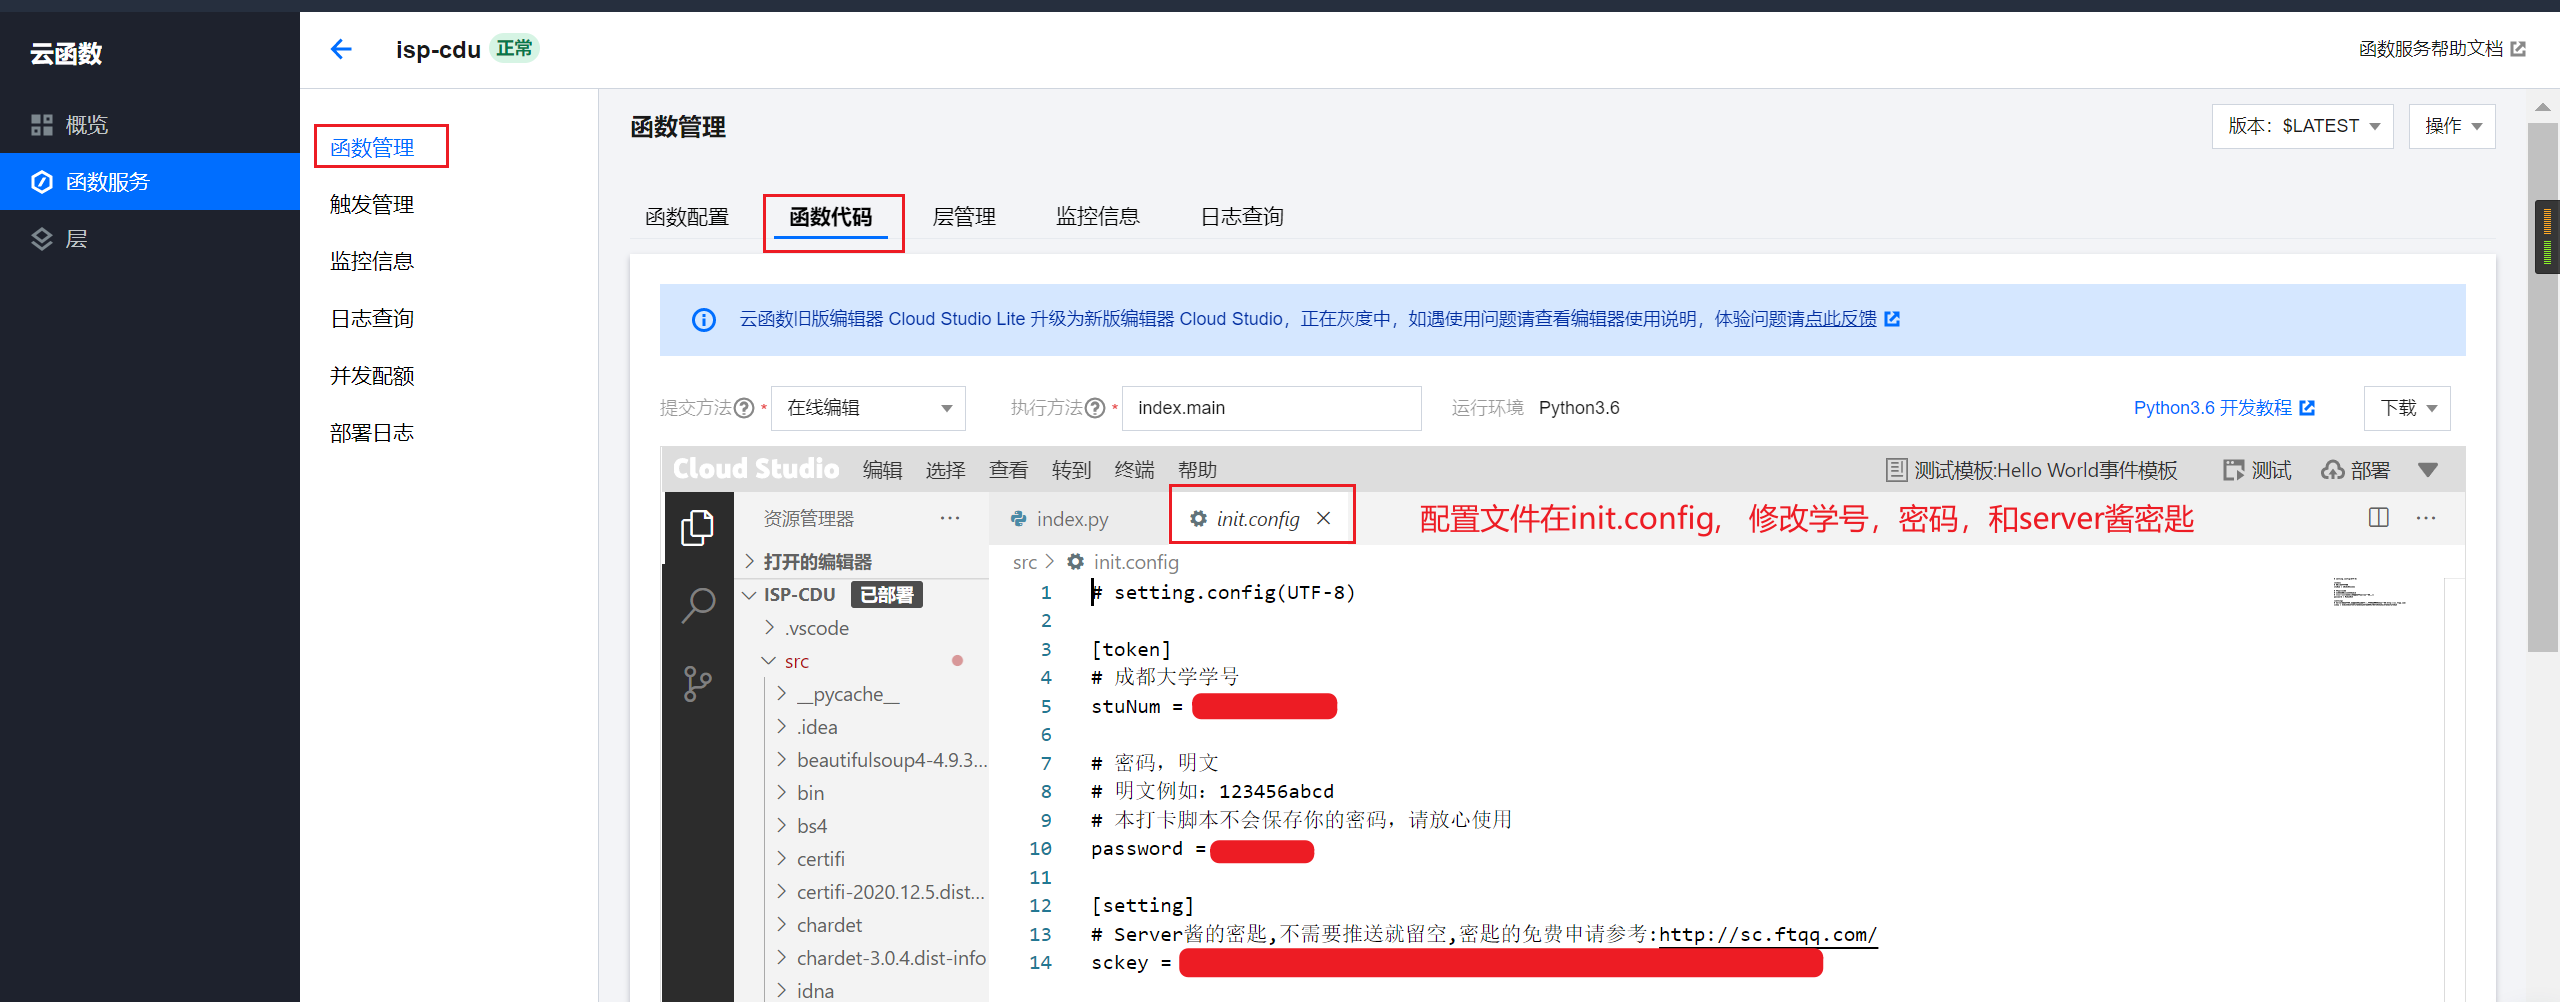 云函数
概览
函数服务
层
isp-cdu 正常
函数服务帮助文档
函数管理
触发管理
监控信息
日志查询
并发配额
部署日志
函数管理
版本：$LATEST
操作
函数配置 函数代码 层管理 监控信息 日志查询
云函数旧版编辑器 Cloud Studio Lite 升级为新版编辑器 Cloud Studio，正在灰度中，如遇使用问题请查看编辑器使用说明，体验问题请点此反馈
提交方法 * 在线编辑 执行方法 * index.main 运行环境 Python3.6 Python3.6 开发教程 下载
Cloud Studio 编辑 选择 查看 转到 终端 帮助 测试模板:Hello World事件模板 测试 部署
资源管理器 ···
打开的编辑器
ISP-CDU 已部署
.vscode
src
__pycache__
.idea
beautifulsoup4-4.9.3...
bin
bs4
certifi
certifi-2020.12.5.dist...
chardet
chardet-3.0.4.dist-info
idna
index.py init.config
配置文件在init.config， 修改学号，密码，和server酱密匙
src > init.config
1 # setting.config(UTF-8)
2
3 [token]
4 # 成都大学学号
5 stuNum =
6
7 # 密码，明文
8 # 明文例如：123456abcd
9 # 本打卡脚本不会保存你的密码，请放心使用
10 password =
11
12 [setting]
13 # Server酱的密匙,不需要推送就留空,密匙的免费申请参考:http://sc.ftqq.com/
14 sckey =